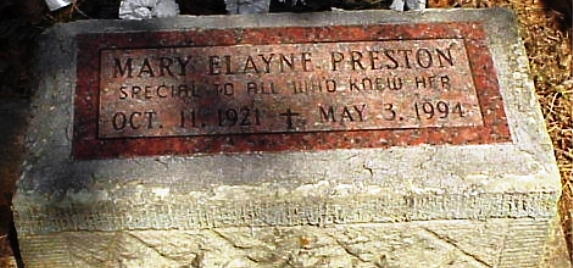 MARY ELAYNE PRESTON
SPECIAL TO ALL WHO KNEW HER
OCT. 11, 1921 ✝ MAY 3, 1994